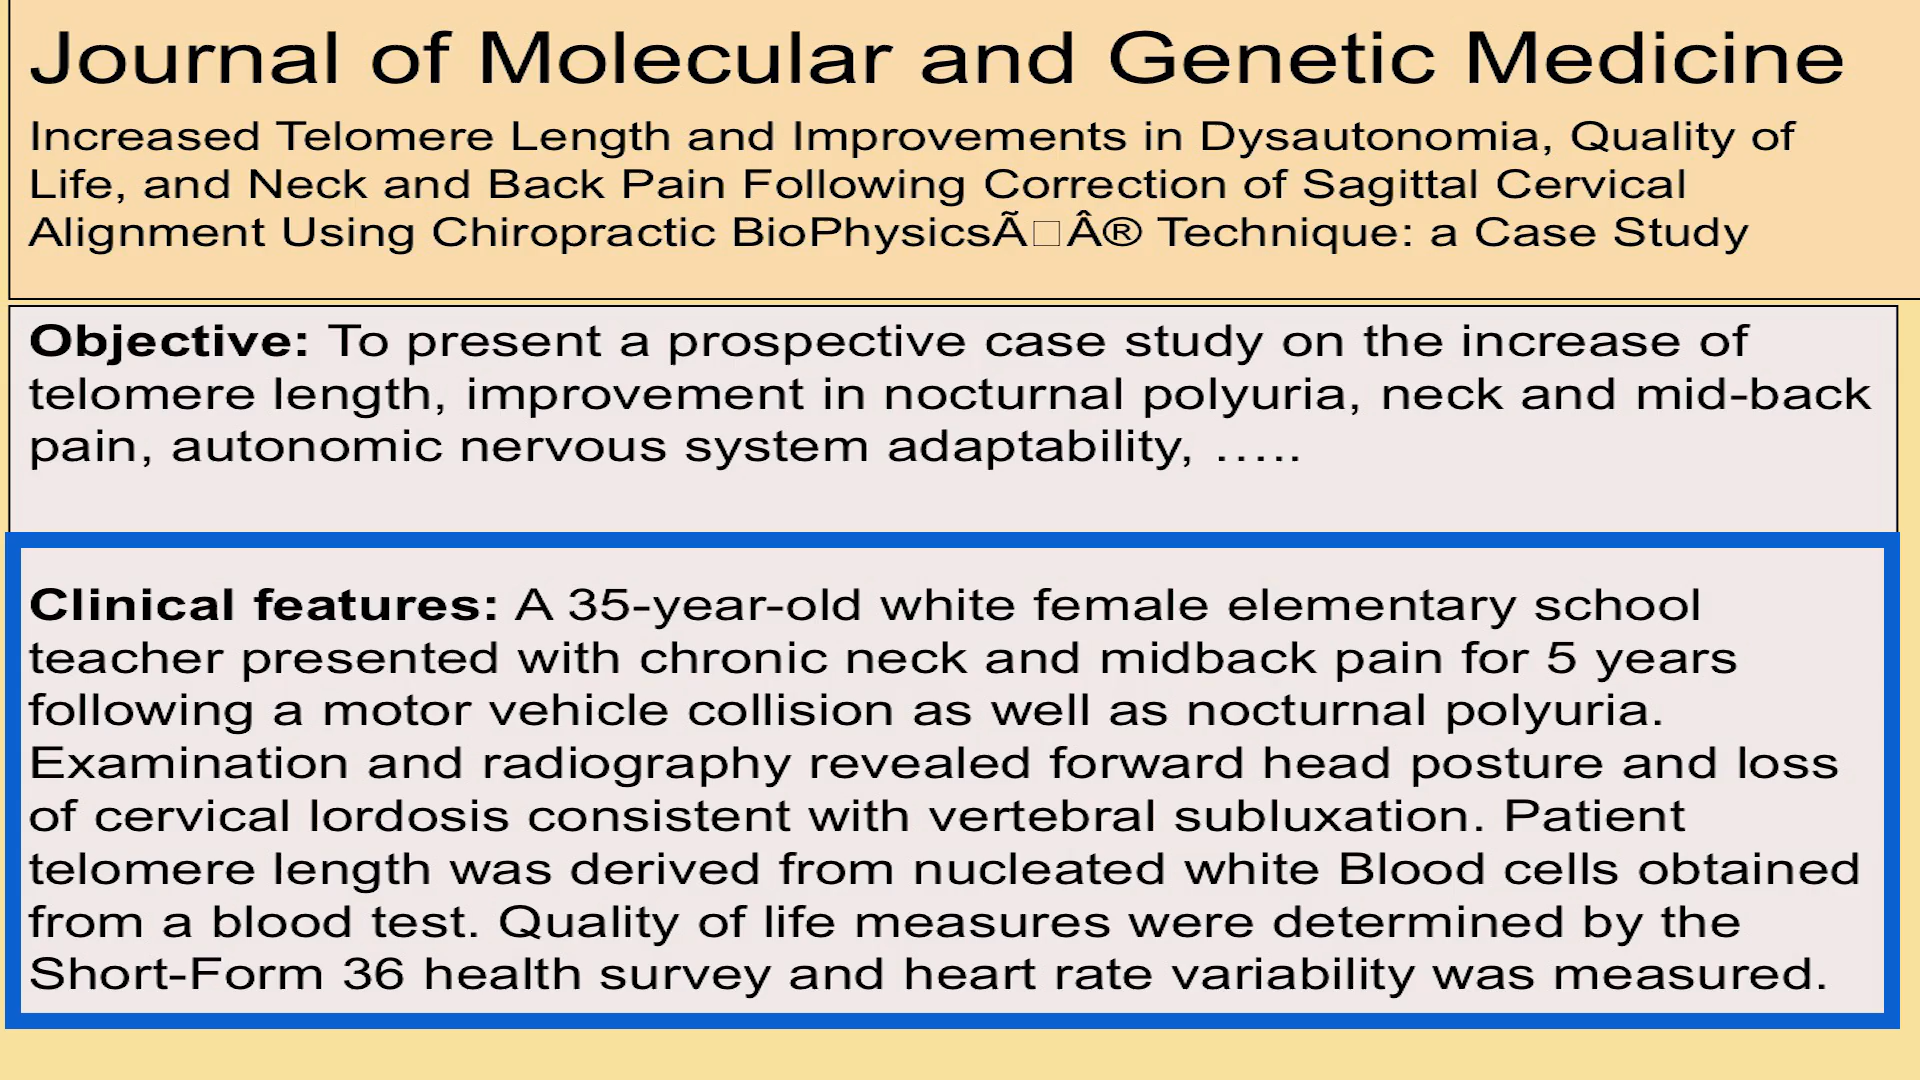 Journal of Molecular and Genetic Medicine
Increased Telomere Length and Improvements in Dysautonomia, Quality of
Life, and Neck and Back Pain Following Correction of Sagittal Cervical
Alignment Using Chiropractic BioPhysicsÃ□Â® Technique: a Case Study
Objective: To present a prospective case study on the increase of
telomere length, improvement in nocturnal polyuria, neck and mid-back
pain, autonomic nervous system adaptability, …..
Clinical features: A 35-year-old white female elementary school
teacher presented with chronic neck and midback pain for 5 years
following a motor vehicle collision as well as nocturnal polyuria.
Examination and radiography revealed forward head posture and loss
of cervical lordosis consistent with vertebral subluxation. Patient
telomere length was derived from nucleated white Blood cells obtained
from a blood test. Quality of life measures were determined by the
Short-Form 36 health survey and heart rate variability was measured.